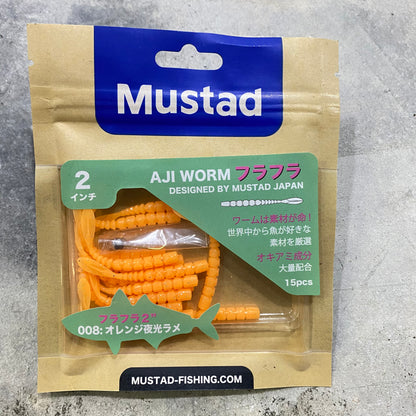 Mustad
2
インチ
AJI WORM フラフラ
DESIGNED BY MUSTAD JAPAN
ワームは素材が命!
世界中から魚が好きな
素材を厳選
オキアミ成分
大量配合
15pcs
フラフラ2"
008:オレンジ夜光ラメ
MUSTAD-FISHING.COM